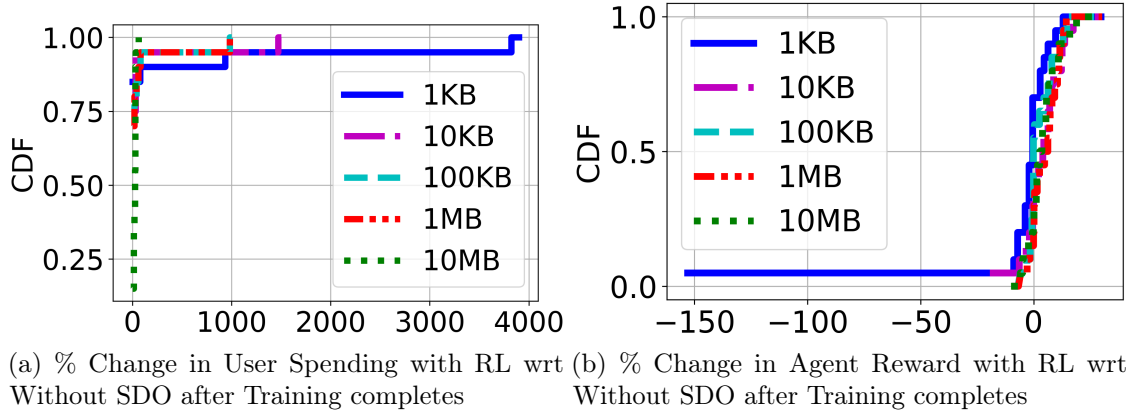 1.00
0.75
0.50
0.25
CDF
0 1000 2000 3000 4000
1KB
10KB
100KB
1MB
10MB
(a) % Change in User Spending with RL wrt
Without SDO after Training completes
1.0
0.5
0.0
CDF
−150 −100 −50 0
1KB
10KB
100KB
1MB
10MB
(b) % Change in Agent Reward with RL wrt
Without SDO after Training completes